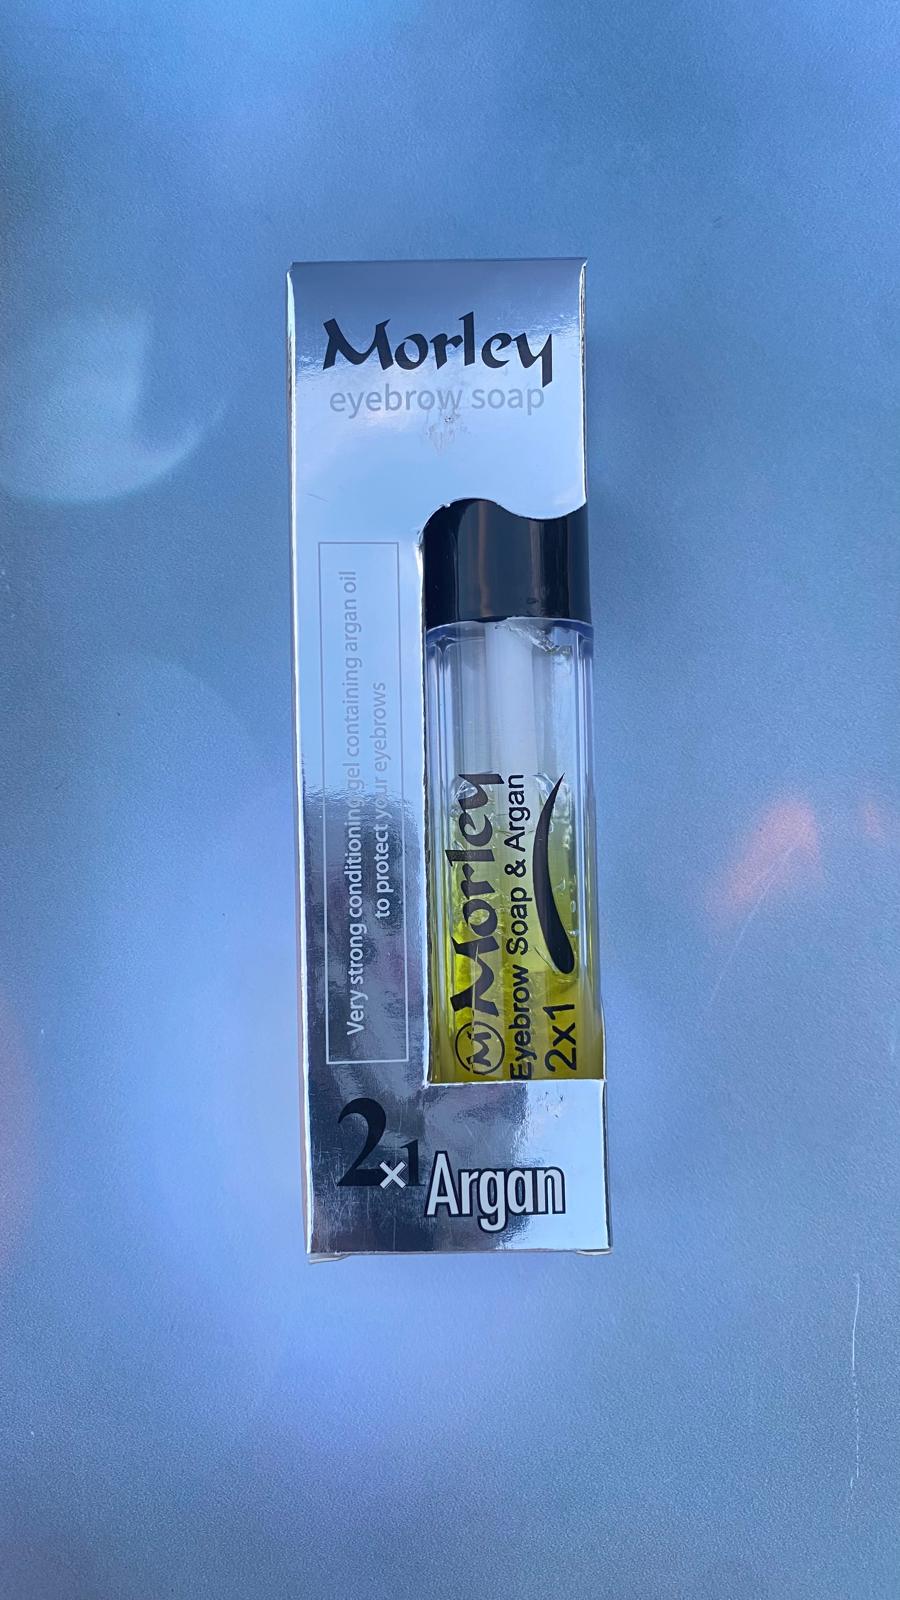 Morley
eyebrow soap
Very strong conditioning gel containing argan oil
to protect your eyebrows
M Morley
Eyebrow Soap & Argan
2x1
2x1 Argan